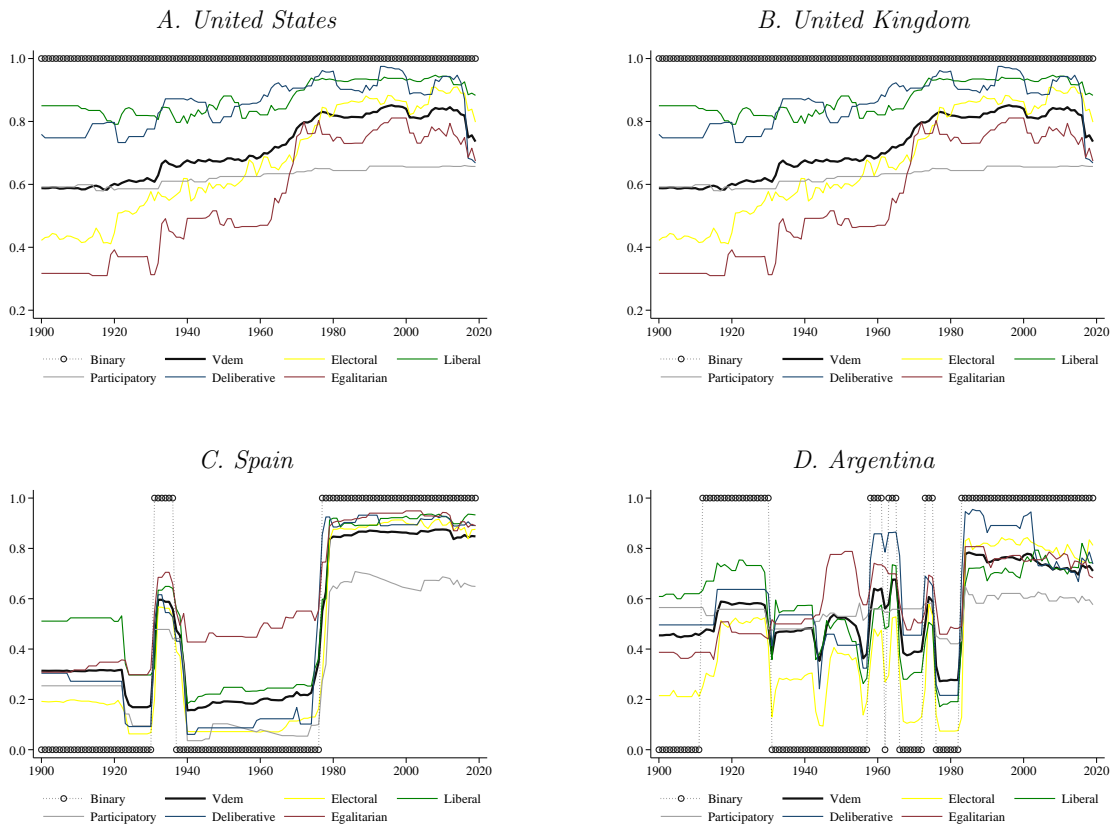 A. United States
1.0
0.8
0.6
0.4
0.2
1900 1920 1940 1960 1980 2000 2020
Binary Vdem Electoral Liberal
Participatory Deliberative Egalitarian
B. United Kingdom
1.0
0.8
0.6
0.4
0.2
1900 1920 1940 1960 1980 2000 2020
Binary Vdem Electoral Liberal
Participatory Deliberative Egalitarian
C. Spain
1.0
0.8
0.6
0.4
0.2
0.0
1900 1920 1940 1960 1980 2000 2020
Binary Vdem Electoral Liberal
Participatory Deliberative Egalitarian
D. Argentina
1.0
0.8
0.6
0.4
0.2
0.0
1900 1920 1940 1960 1980 2000 2020
Binary Vdem Electoral Liberal
Participatory Deliberative Egalitarian